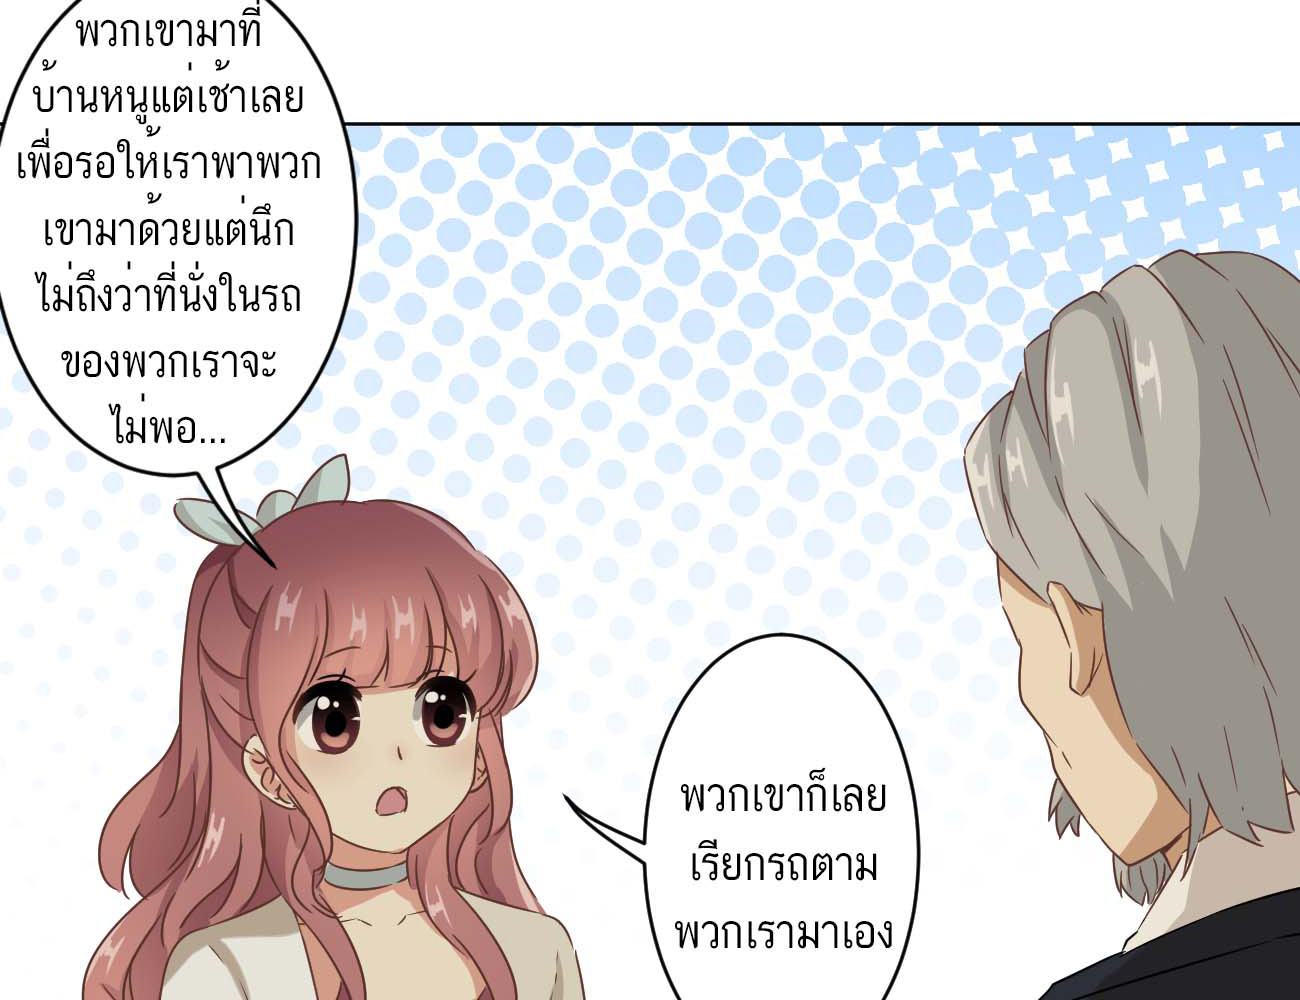 พวกเขามาที่
บ้านหนูแต่เช้าเลย
เพื่อรอให้เราพาพวก
เขามาด้วยแต่นึก
ไม่ถึงว่าที่นั่งในรถ
ของพวกเราจะ
ไม่พอ...
พวกเขาก็เลย
เรียกรถตาม
พวกเรามาเอง